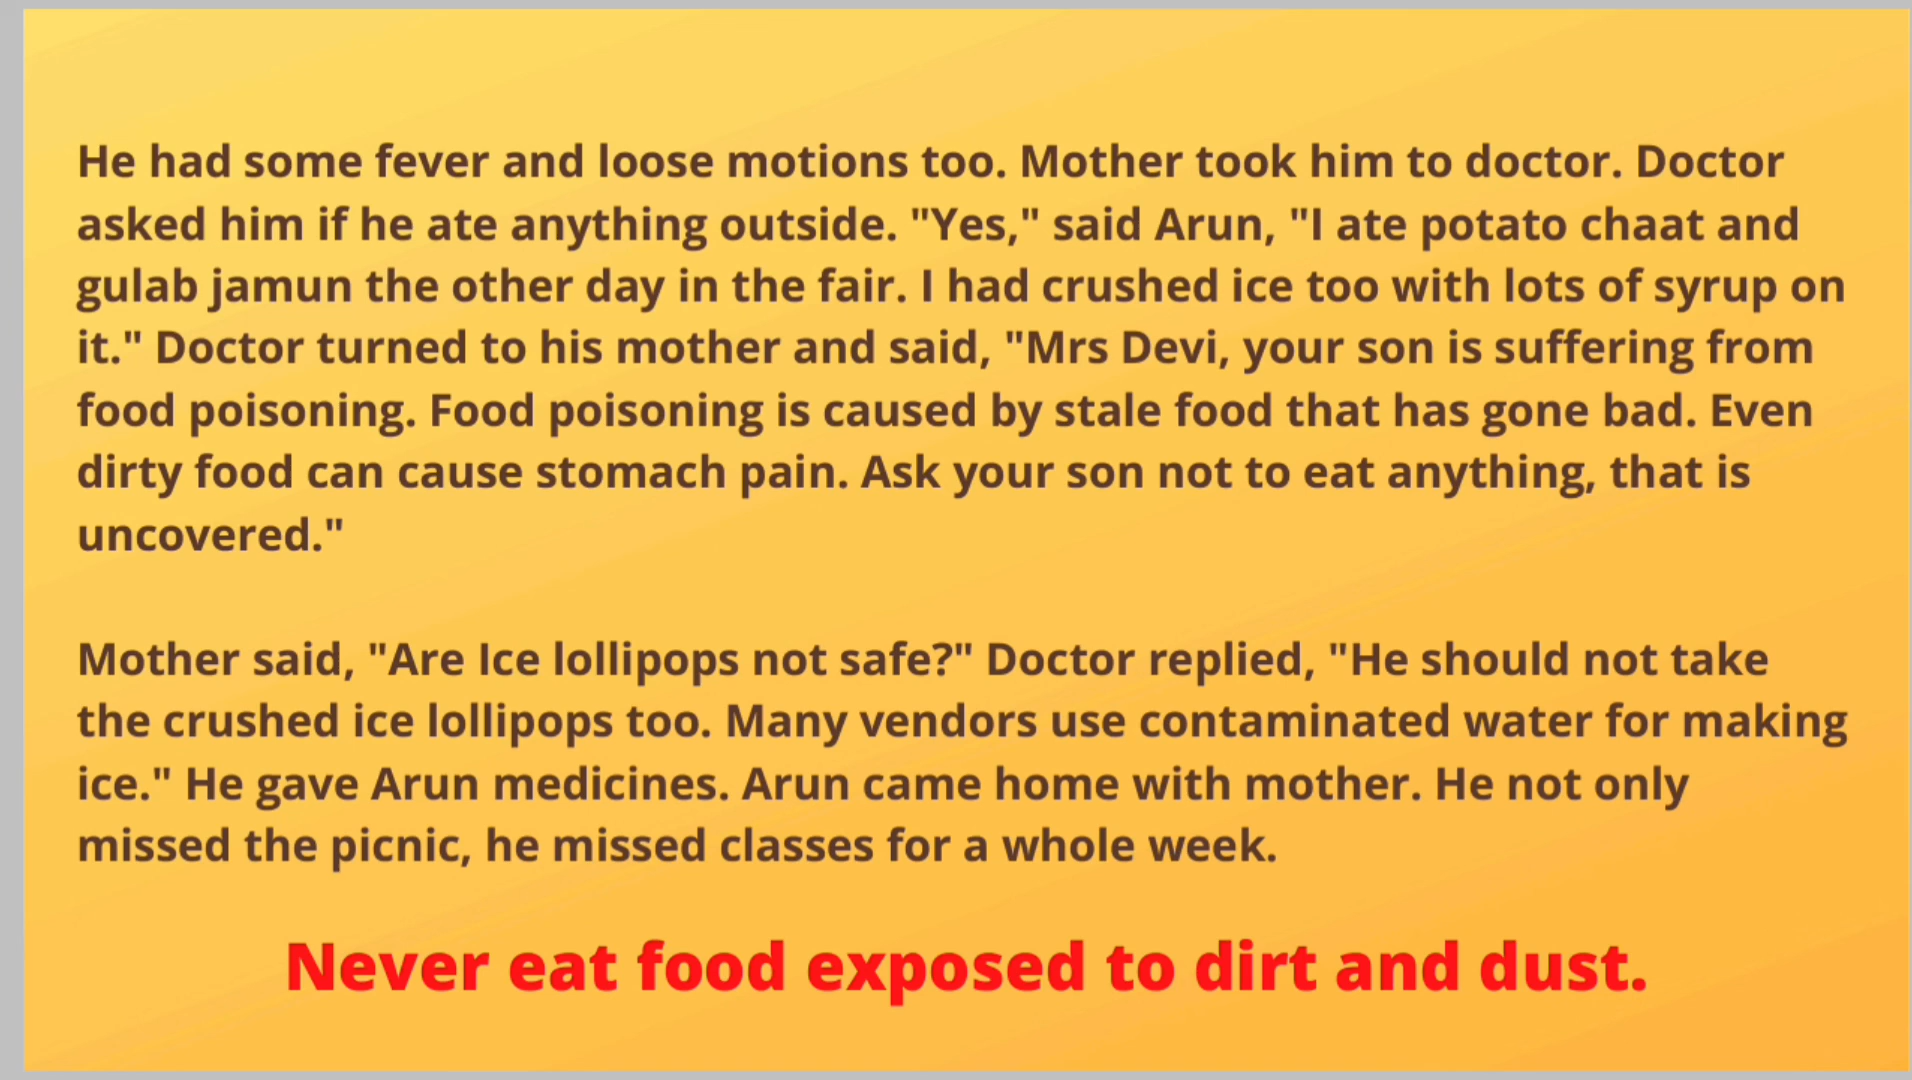 He had some fever and loose motions too. Mother took him to doctor. Doctor
asked him if he ate anything outside. "Yes," said Arun, "I ate potato chaat and
gulab jamun the other day in the fair. I had crushed ice too with lots of syrup on
it." Doctor turned to his mother and said, "Mrs Devi, your son is suffering from
food poisoning. Food poisoning is caused by stale food that has gone bad. Even
dirty food can cause stomach pain. Ask your son not to eat anything, that is
uncovered."
Mother said, "Are Ice lollipops not safe?" Doctor replied, "He should not take
the crushed ice lollipops too. Many vendors use contaminated water for making
ice." He gave Arun medicines. Arun came home with mother. He not only
missed the picnic, he missed classes for a whole week.
Never eat food exposed to dirt and dust.